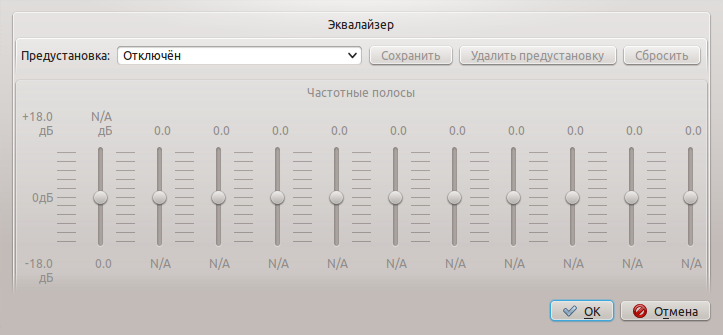 Эквалайзер
Предустановка: Отключён Сохранить Удалить предустановку Сбросить
Частотные полосы
+18.0 N/A
дБ дБ 0.0 0.0 0.0 0.0 0.0 0.0 0.0 0.0 0.0 0.0
0дБ
-18.0 0.0 N/A N/A N/A N/A N/A N/A N/A N/A N/A N/A
дБ
OK Отмена